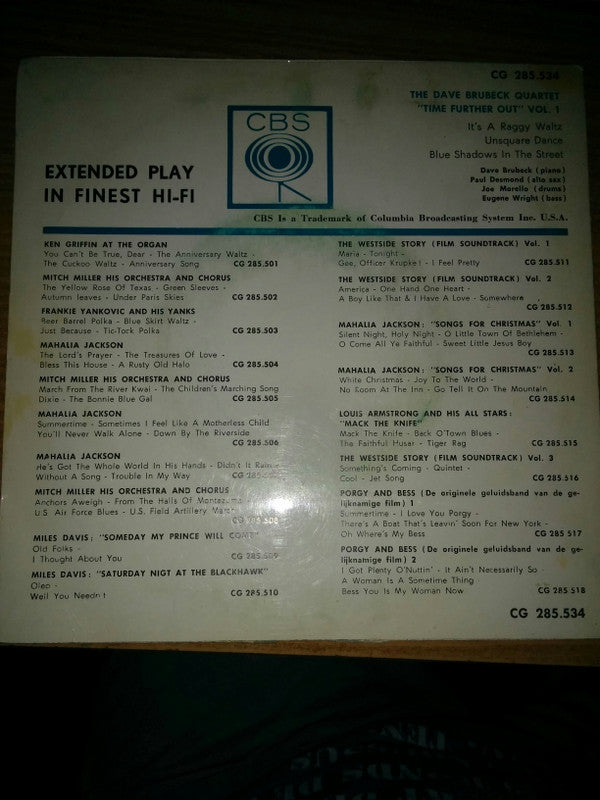 CG 285.534
THE DAVE BRUBECK QUARTET
"TIME FURTHER OUT" VOL. 1
It's A Raggy Waltz
Unsquare Dance
Blue Shadows In The Street
Dave Brubeck (piano)
Paul Desmond (alto sax)
Joe Morello (drums)
Eugene Wright (bass)
CBS
EXTENDED PLAY
IN FINEST HI-FI
CBS Is a Trademark of Columbia Broadcasting System Inc. U.S.A.
KEN GRIFFIN AT THE ORGAN
You Can't Be True, Dear - The Anniversary Waltz -
The Cuckoo Waltz - Anniversary Song CG 285.501
MITCH MILLER HIS ORCHESTRA AND CHORUS
The Yellow Rose Of Texas - Green Sleeves -
Autumn leaves - Under Paris Skies CG 285.502
FRANKIE YANKOVIC AND HIS YANKS
Beer Barrel Polka - Blue Skirt Waltz -
Just Because - Tic-Tork Polka CG 285.503
MAHALIA JACKSON
The Lord's Prayer - The Treasures Of Love -
Bless This House - A Rusty Old Halo CG 285.504
MITCH MILLER HIS ORCHESTRA AND CHORUS
March From The River Kwai - The Children's Marching Song
Dixie - The Bonnie Blue Gal CG 285.505
MAHALIA JACKSON
Summertime - Sometimes I Feel Like A Motherless Child
You'll Never Walk Alone - Down By The Riverside
CG 285.506
MAHALIA JACKSON
He's Got The Whole World In His Hands - Didn't It
Without A Song - Trouble In My Way CG
MITCH MILLER HIS ORCHESTRA AND CHORUS
Anchors Aweigh - From The Halls Of
U.S. Air Force Blues - U.S. Field Artillery
CG 285.508
MILES DAVIS: "SOMEDAY MY PRINCE WILL COME"
Old Folks -
I Thought About You CG 285.509
MILES DAVIS: "SATURDAY NIGT AT THE BLACKHAWK"
Oleo -
Well You Needn't CG 285.510
THE WESTSIDE STORY (FILM SOUNDTRACK) Vol. 1
Maria - Tonight -
Gee, Officer Krupke! - I Feel Pretty CG 285.511
THE WESTSIDE STORY (FILM SOUNDTRACK) Vol. 2
America - One Hand One Heart -
A Boy Like That & I Have A Love - Somewhere
CG 285.512
MAHALIA JACKSON: "SONGS FOR CHRISTMAS" Vol. 1
Silent Night, Holy Night - O Little Town Of Bethlehem -
O Come All Ye Faithful - Sweet Little Jesus Boy
CG 285.513
MAHALIA JACKSON: "SONGS FOR CHRISTMAS" Vol. 2
White Christmas - Joy To The World -
No Room At The Inn - Go Tell It On The Mountain
CG 285.514
LOUIS ARMSTRONG AND HIS ALL STARS:
"MACK THE KNIFE"
Mack The Knife - Back O'Town Blues -
The Faithful Husar - Tiger Rag CG 285.515
THE WESTSIDE STORY (FILM SOUNDTRACK) Vol. 3
Something's Coming - Quintet -
Cool - Jet Song CG 285.516
PORGY AND BESS (De originele geluidsband van de ge-
lijknamige film) 1
Summertime - I Love You Porgy -
There's A Boat That's Leavin' Soon For New York -
Oh Where's My Bess CG 285 517
PORGY AND BESS (De originele geluidsband van de ge-
lijknamige film) 2
I Got Plenty O'Nuttin' - It Ain't Necessarily So -
A Woman Is A Sometime Thing -
Bess You Is My Woman Now CG 285 518
CG 285.534